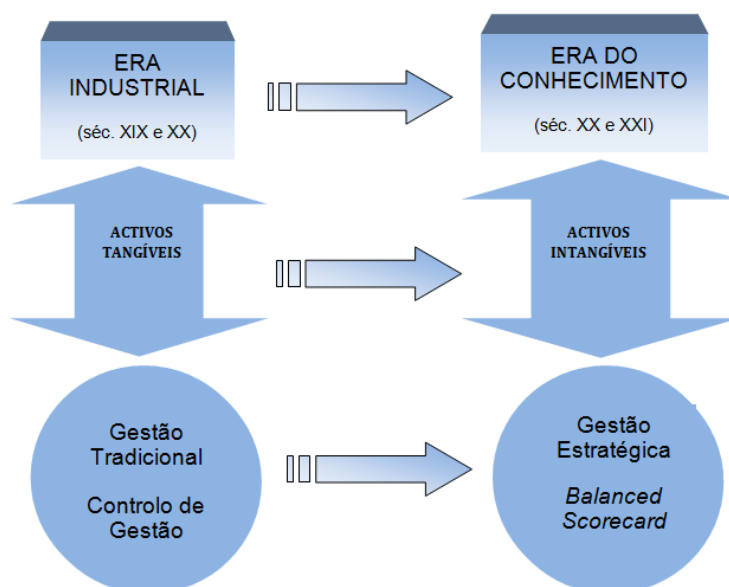 ERA
INDUSTRIAL
(séc. XIX e XX)
ERA DO
CONHECIMENTO
(séc. XX e XXI)
ACTIVOS
TANGÍVEIS
ACTIVOS
INTANGÍVEIS
Gestão
Tradicional
Controlo de
Gestão
Gestão
Estratégica
Balanced
Scorecard